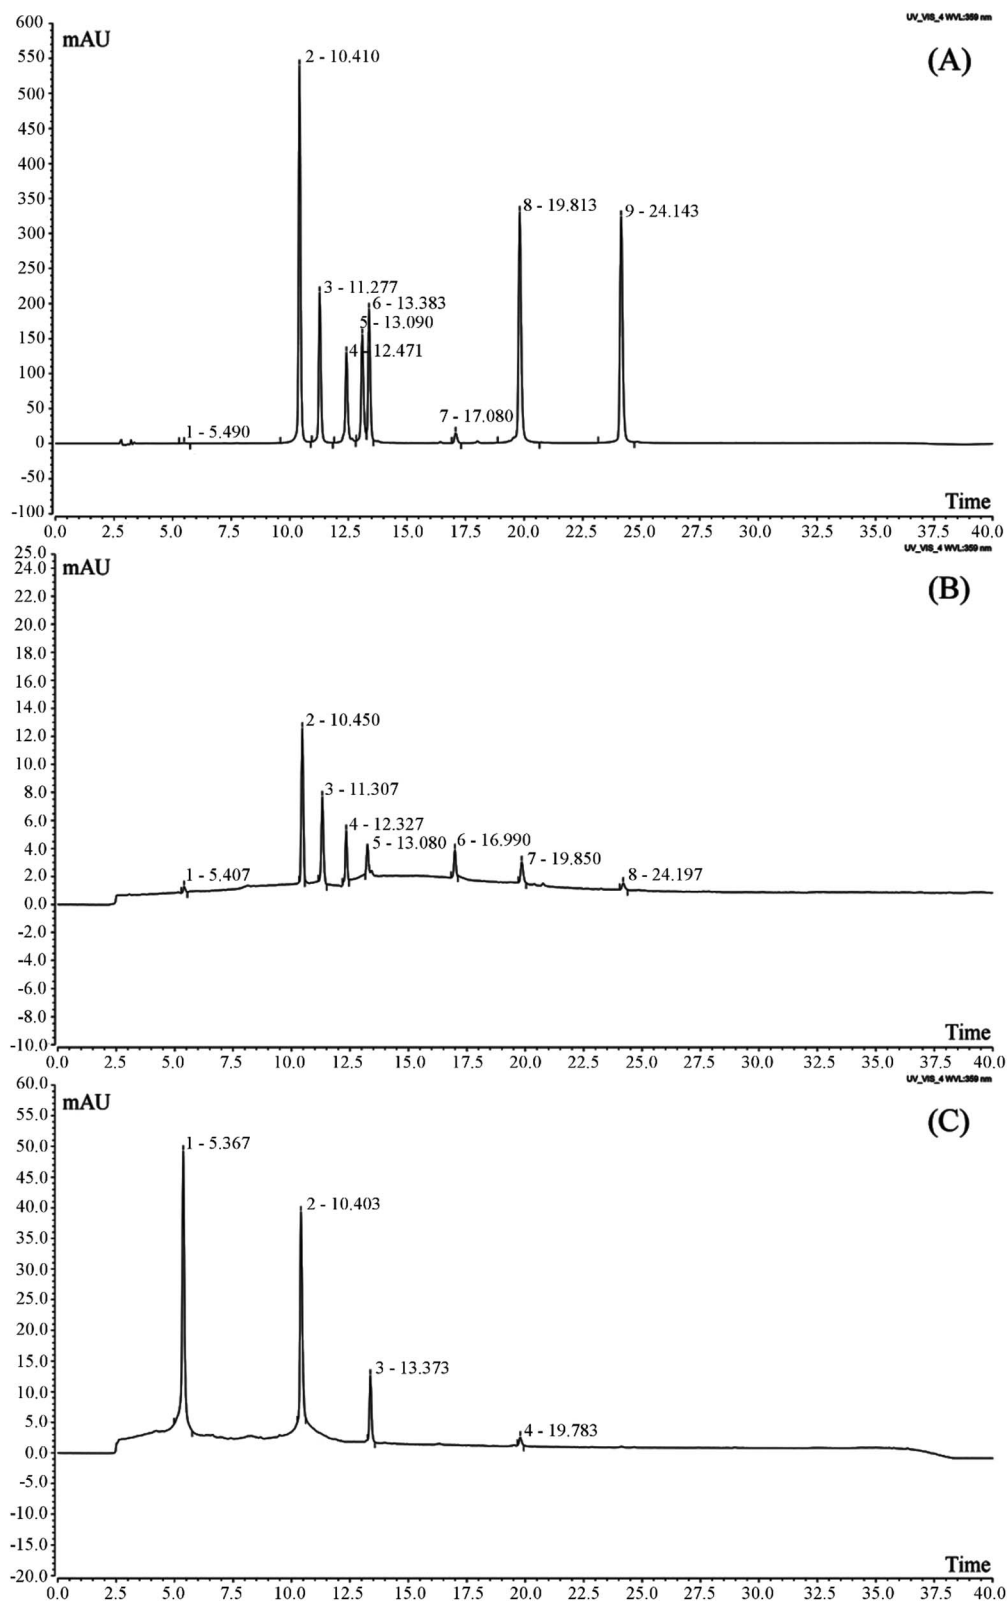 UV_VIS_4 WVL:359 nm
mAU
(A)
600
550
500
450
400
350
300
250
200
150
100
50
0
-50
-100
2 - 10.410
8 - 19.813
9 - 24.143
3 - 11.277
6 - 13.383
5 - 13.090
4 - 12.471
7 - 17.080
1 - 5.490
Time
0.0 2.5 5.0 7.5 10.0 12.5 15.0 17.5 20.0 22.5 25.0 27.5 30.0 32.5 35.0 37.5 40.0
UV_VIS_4 WVL:359 nm
mAU
(B)
25.0
24.0
22.0
20.0
18.0
16.0
14.0
12.0
10.0
8.0
6.0
4.0
2.0
0.0
-2.0
-4.0
-6.0
-8.0
-10.0
2 - 10.450
3 - 11.307
4 - 12.327
5 - 13.080
6 - 16.990
7 - 19.850
1 - 5.407
8 - 24.197
Time
0.0 2.5 5.0 7.5 10.0 12.5 15.0 17.5 20.0 22.5 25.0 27.5 30.0 32.5 35.0 37.5 40.0
UV_VIS_4 WVL:359 nm
mAU
(C)
60.0
55.0
50.0
45.0
40.0
35.0
30.0
25.0
20.0
15.0
10.0
5.0
0.0
-5.0
-10.0
-15.0
-20.0
1 - 5.367
2 - 10.403
3 - 13.373
4 - 19.783
Time
0.0 2.5 5.0 7.5 10.0 12.5 15.0 17.5 20.0 22.5 25.0 27.5 30.0 32.5 35.0 37.5 40.0